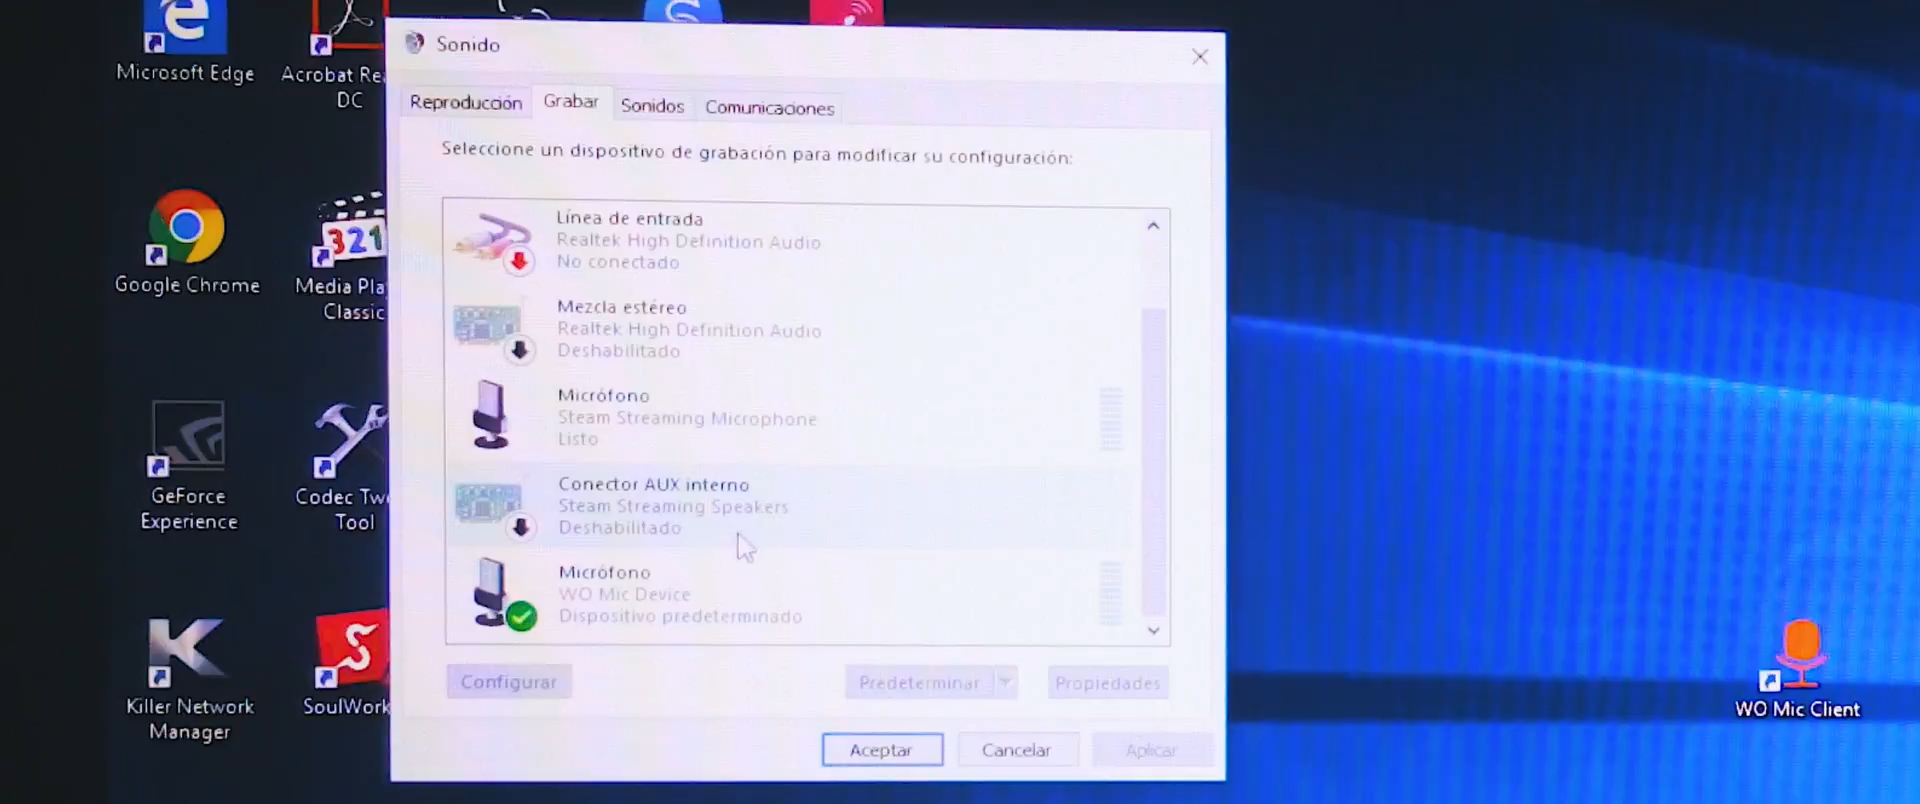 Sonido
Reproducción
Grabar
Sonidos
Comunicaciones
Seleccione un dispositivo de grabación para modificar su configuración:
Línea de entrada
Realtek High Definition Audio
No conectado
Mezcla estéreo
Realtek High Definition Audio
Deshabilitado
Micrófono
Steam Streaming Microphone
Listo
Conector AUX interno
Steam Streaming Speakers
Deshabilitado
Micrófono
WO Mic Device
Dispositivo predeterminado
Configurar
Predeterminar
Propiedades
Aceptar
Cancelar
Aplicar
Microsoft Edge
Acrobat Re
DC
Google Chrome
321
Media Pla
Classic
GeForce
Experience
Codec Tw
Tool
Killer Network
Manager
SoulWork
WO Mic Client